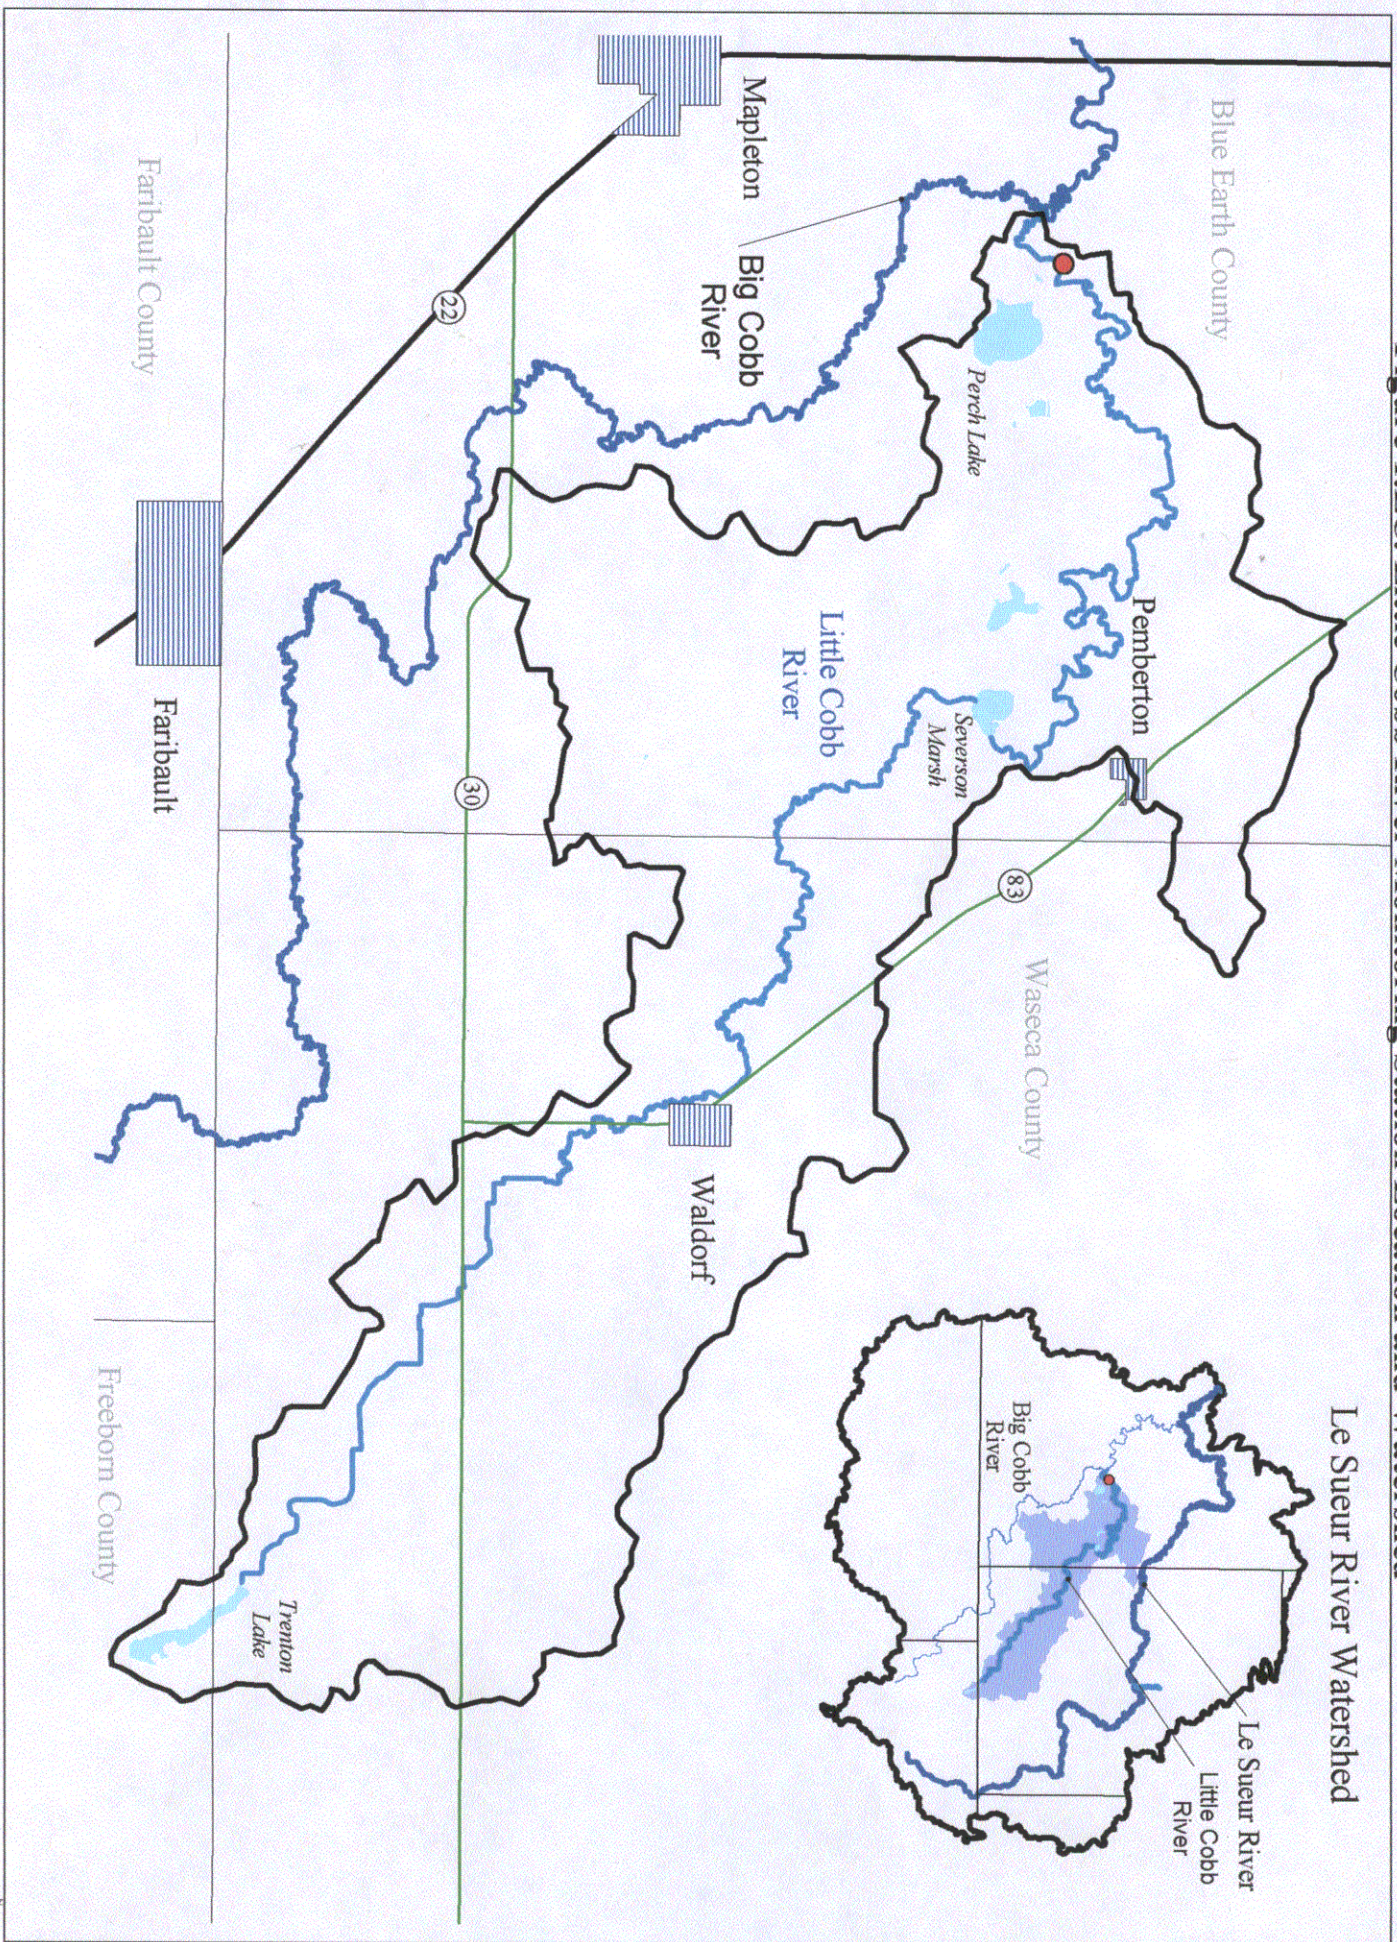 Le Sueur River Watershed
Blue Earth County
Le Sueur River
Little Cobb
River
Big Cobb
River
Pemberton
83
Waseca County
Perch Lake
Severson
Marsh
Little Cobb
River
Mapleton
Big Cobb
River
Waldorf
22
30
Trenton
Lake
Faribault County
Faribault
Freeborn County